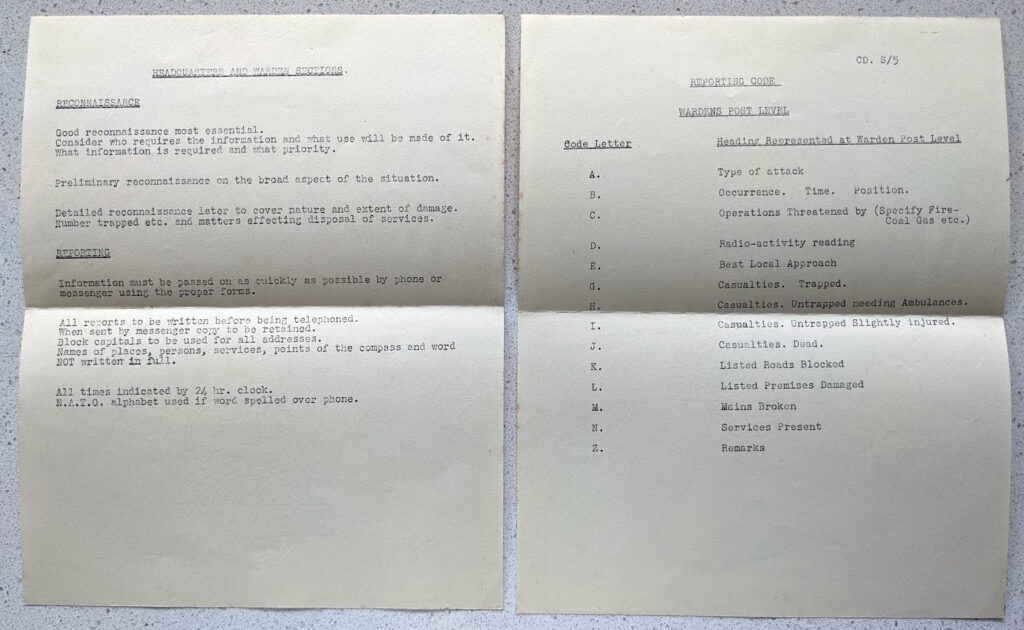 HEADQUARTERS AND WARDEN SECTIONS.
RECONNAISSANCE
Good reconnaissance most essential.
Consider who requires the information and what use will be made of it.
What information is required and what priority.
Preliminary reconnaissance on the broad aspect of the situation.
Detailed reconnaissance later to cover nature and extent of damage.
Number trapped etc. and matters effecting disposal of services.
REPORTING
Information must be passed on as quickly as possible by phone or
messenger using the proper forms.
All reports to be written before being telephoned.
When sent by messenger copy to be retained.
Block capitals to be used for all addresses.
Names of places, persons, services, points of the compass and word
NOT written in full.
All times indicated by 24 hr. clock.
N.A.T.O. alphabet used if word spelled over phone.
CD. 8/5
REPORTING CODE
WARDENS POST LEVEL
Code Letter Heading Represented at Warden Post Level
A. Type of attack
B. Occurrence. Time. Position.
C. Operations Threatened by (Specify Fire-
Coal Gas etc.)
D. Radio-activity reading
E. Best Local Approach
G. Casualties. Trapped.
H. Casualties. Untrapped needing Ambulances.
I. Casualties. Untrapped Slightly injured.
J. Casualties. Dead.
K. Listed Roads Blocked
L. Listed Premises Damaged
M. Mains Broken
N. Services Present
Z. Remarks